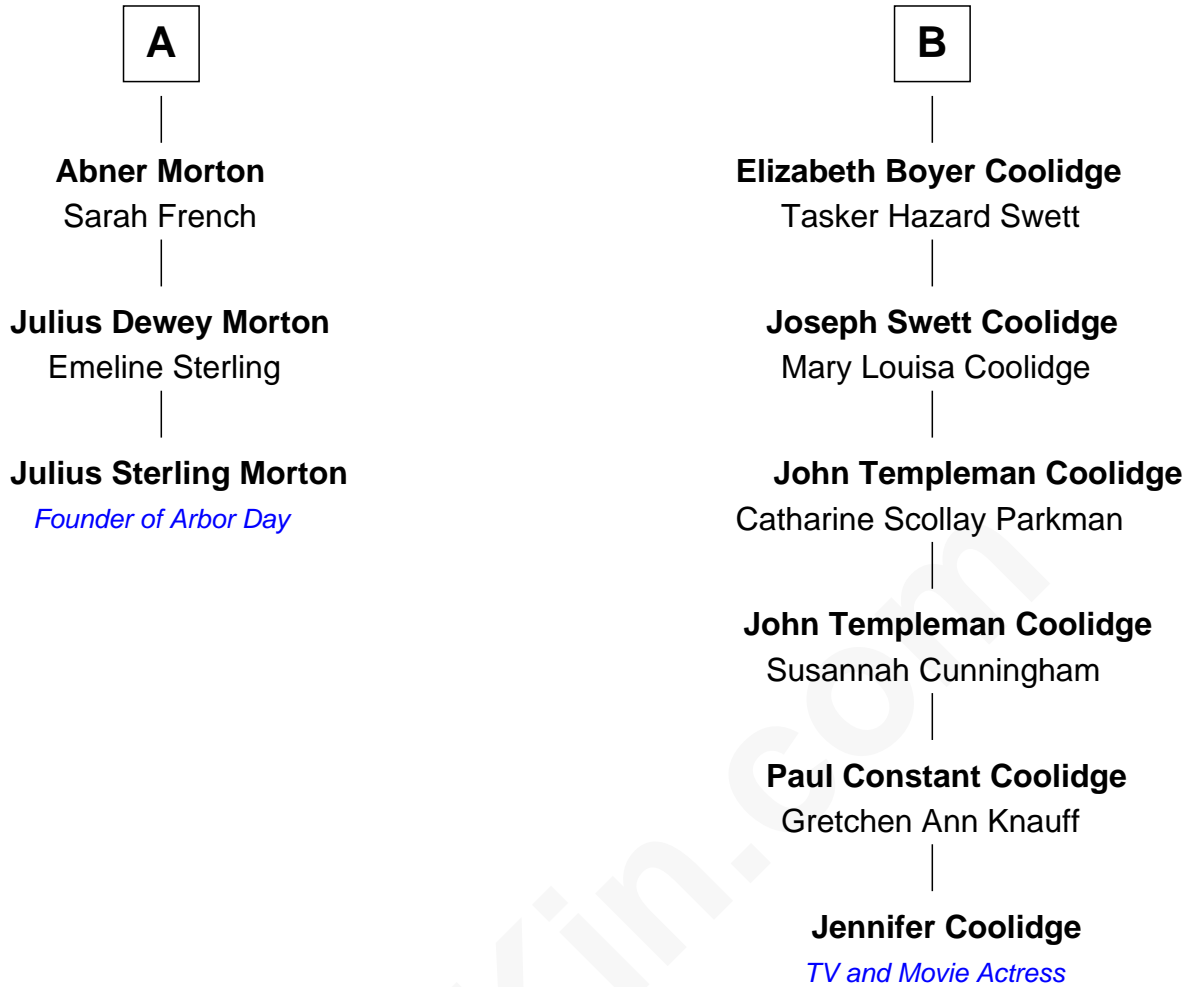 A
Abner Morton
Sarah French
Julius Dewey Morton
Emeline Sterling
Julius Sterling Morton
Founder of Arbor Day
B
Elizabeth Boyer Coolidge
Tasker Hazard Swett
Joseph Swett Coolidge
Mary Louisa Coolidge
John Templeman Coolidge
Catharine Scollay Parkman
John Templeman Coolidge
Susannah Cunningham
Paul Constant Coolidge
Gretchen Ann Knauff
Jennifer Coolidge
TV and Movie Actress